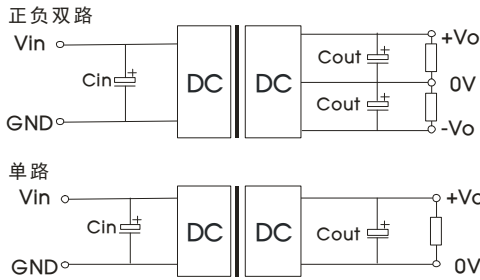 正负双路
Vin
Cin
+
DC
DC
Cout
+
Cout
+
+Vo
0V
-Vo
GND
单路
Vin
Cin
+
DC
DC
Cout
+
+Vo
0V
GND